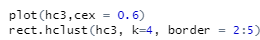 plot(hc3,cex = 0.6)
rect.hclust(hc3, k=4, border = 2:5)